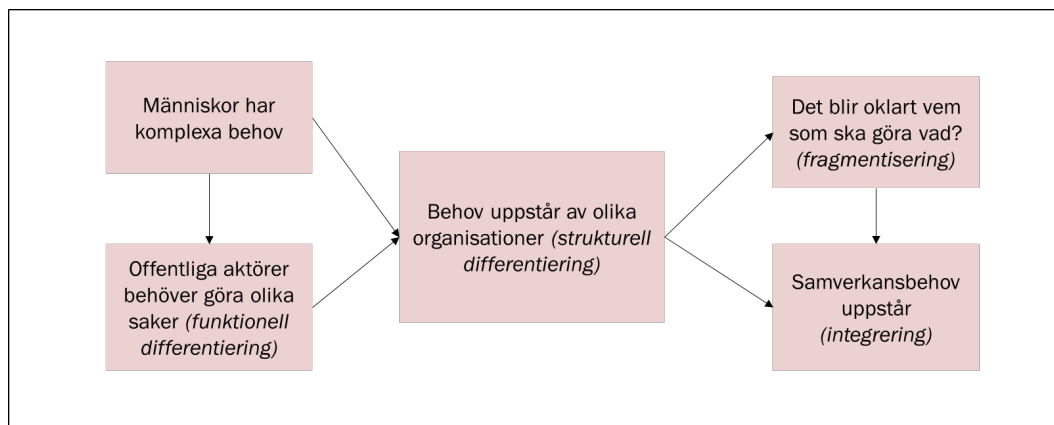 Människor har
komplexa behov
Offentliga aktörer
behöver göra olika
saker (funktionell
differentiering)
Behov uppstår av olika
organisationer (strukturell
differentiering)
Det blir oklart vem
som ska göra vad?
(fragmentisering)
Samverkansbehov
uppstår
(integrering)